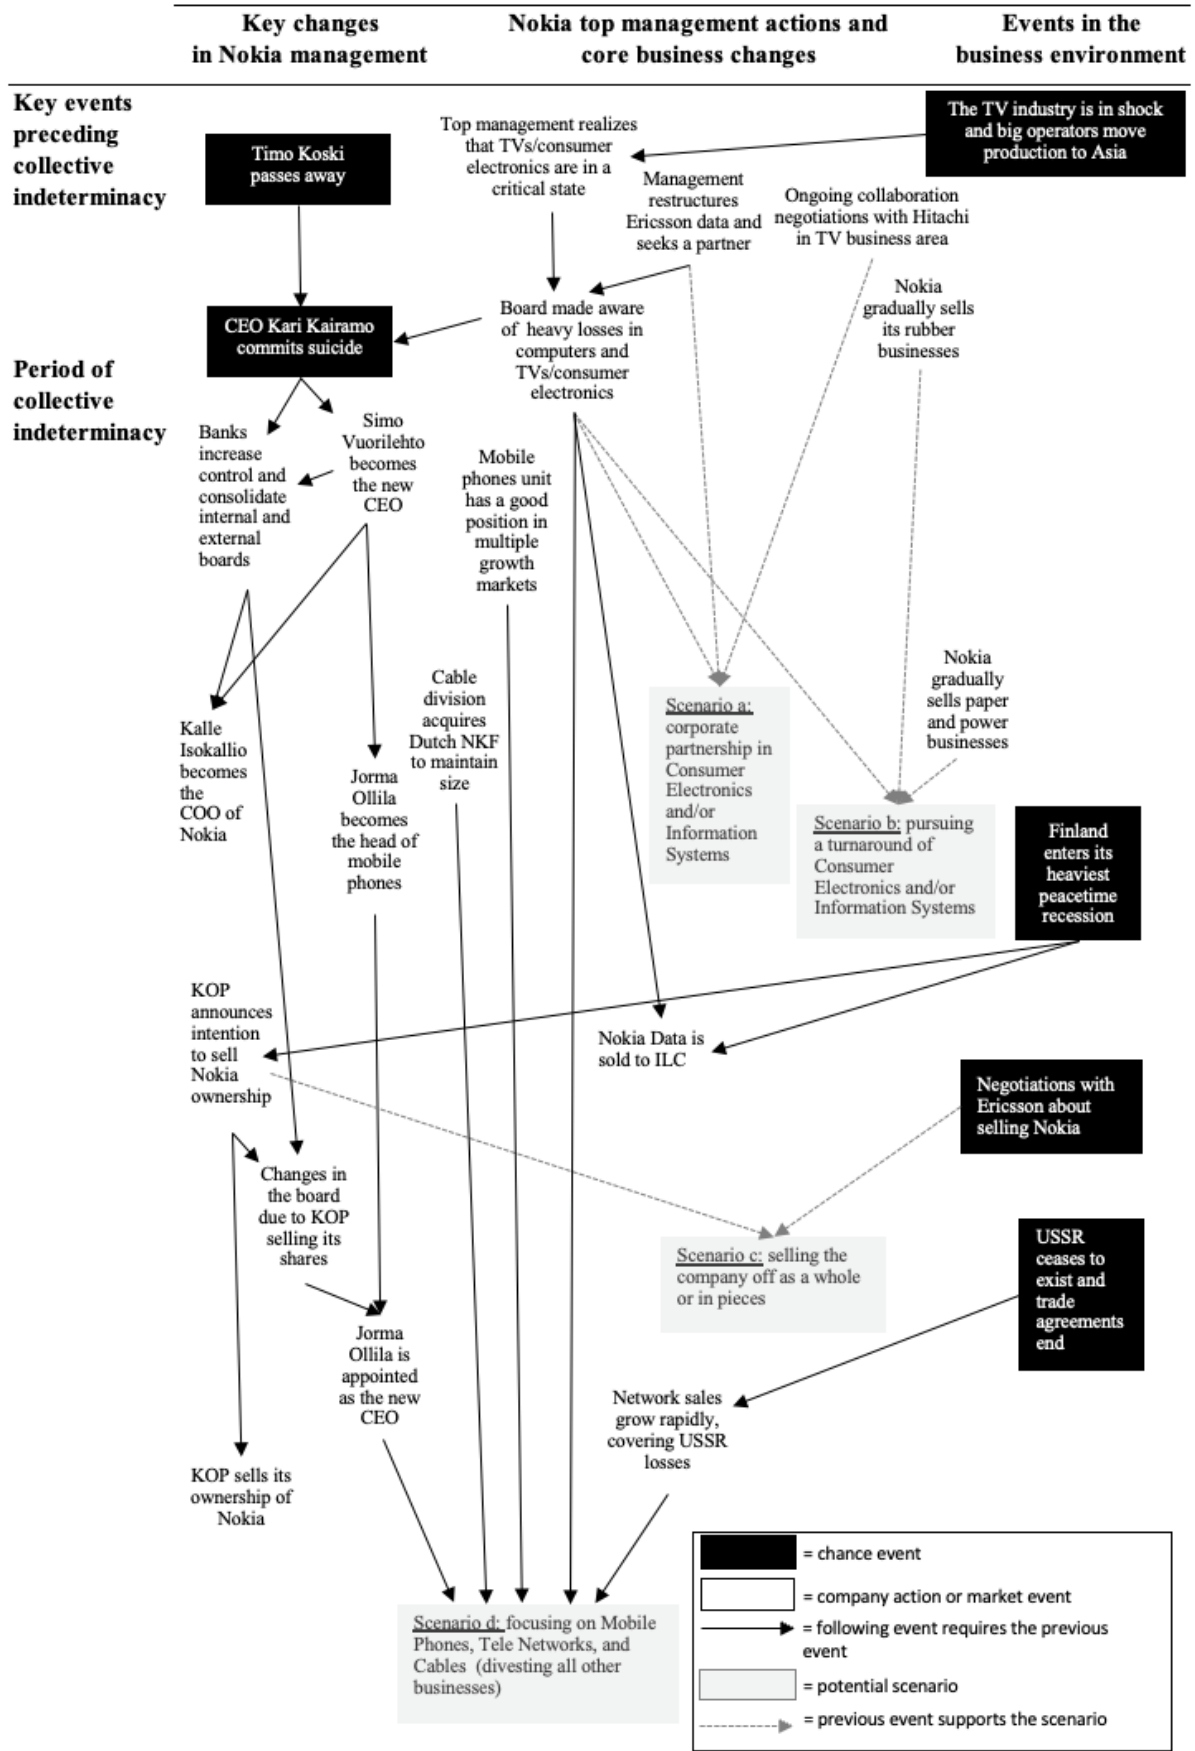 Key changes
in Nokia management
Nokia top management actions and
core business changes
Events in the
business environment
Key events
preceding
collective
indeterminacy
Timo Koski
passes away
Top management realizes
that TVs/consumer
electronics are in a
critical state
The TV industry is in shock
and big operators move
production to Asia
Management
restructures
Ericsson data and
seeks a partner
Ongoing collaboration
negotiations with Hitachi
in TV business area
Nokia
gradually sells
its rubber
businesses
CEO Kari Kairamo
commits suicide
Board made aware
of heavy losses in
computers and
TVs/consumer
electronics
Period of
collective
indeterminacy
Banks
increase
control and
consolidate
internal and
external
boards
Simo
Vuorilehto
becomes
the new
CEO
Mobile
phones unit
has a good
position in
multiple
growth
markets
Nokia
gradually
sells paper
and power
businesses
Cable
division
acquires
Dutch NKF
to maintain
size
Scenario a:
corporate
partnership in
Consumer
Electronics
and/or
Information
Systems
Kalle
Isokallio
becomes
the
COO of
Nokia
Jorma
Ollila
becomes
the head of
mobile
phones
Scenario b: pursuing
a turnaround of
Consumer
Electronics and/or
Information Systems
Finland
enters its
heaviest
peacetime
recession
KOP
announces
intention
to sell
Nokia
ownership
Nokia Data is
sold to ILC
Negotiations with
Ericsson about
selling Nokia
Changes in
the board
due to KOP
selling its
shares
Scenario c: selling the
company off as a whole
or in pieces
USSR
ceases to
exist and
trade
agreements
end
Jorma
Ollila is
appointed
as the new
CEO
Network sales
grow rapidly,
covering USSR
losses
KOP sells its
ownership of
Nokia
Scenario d: focusing on Mobile
Phones, Tele Networks, and
Cables (divesting all other
businesses)
= chance event
= company action or market event
= following event requires the previous
event
= potential scenario
= previous event supports the scenario